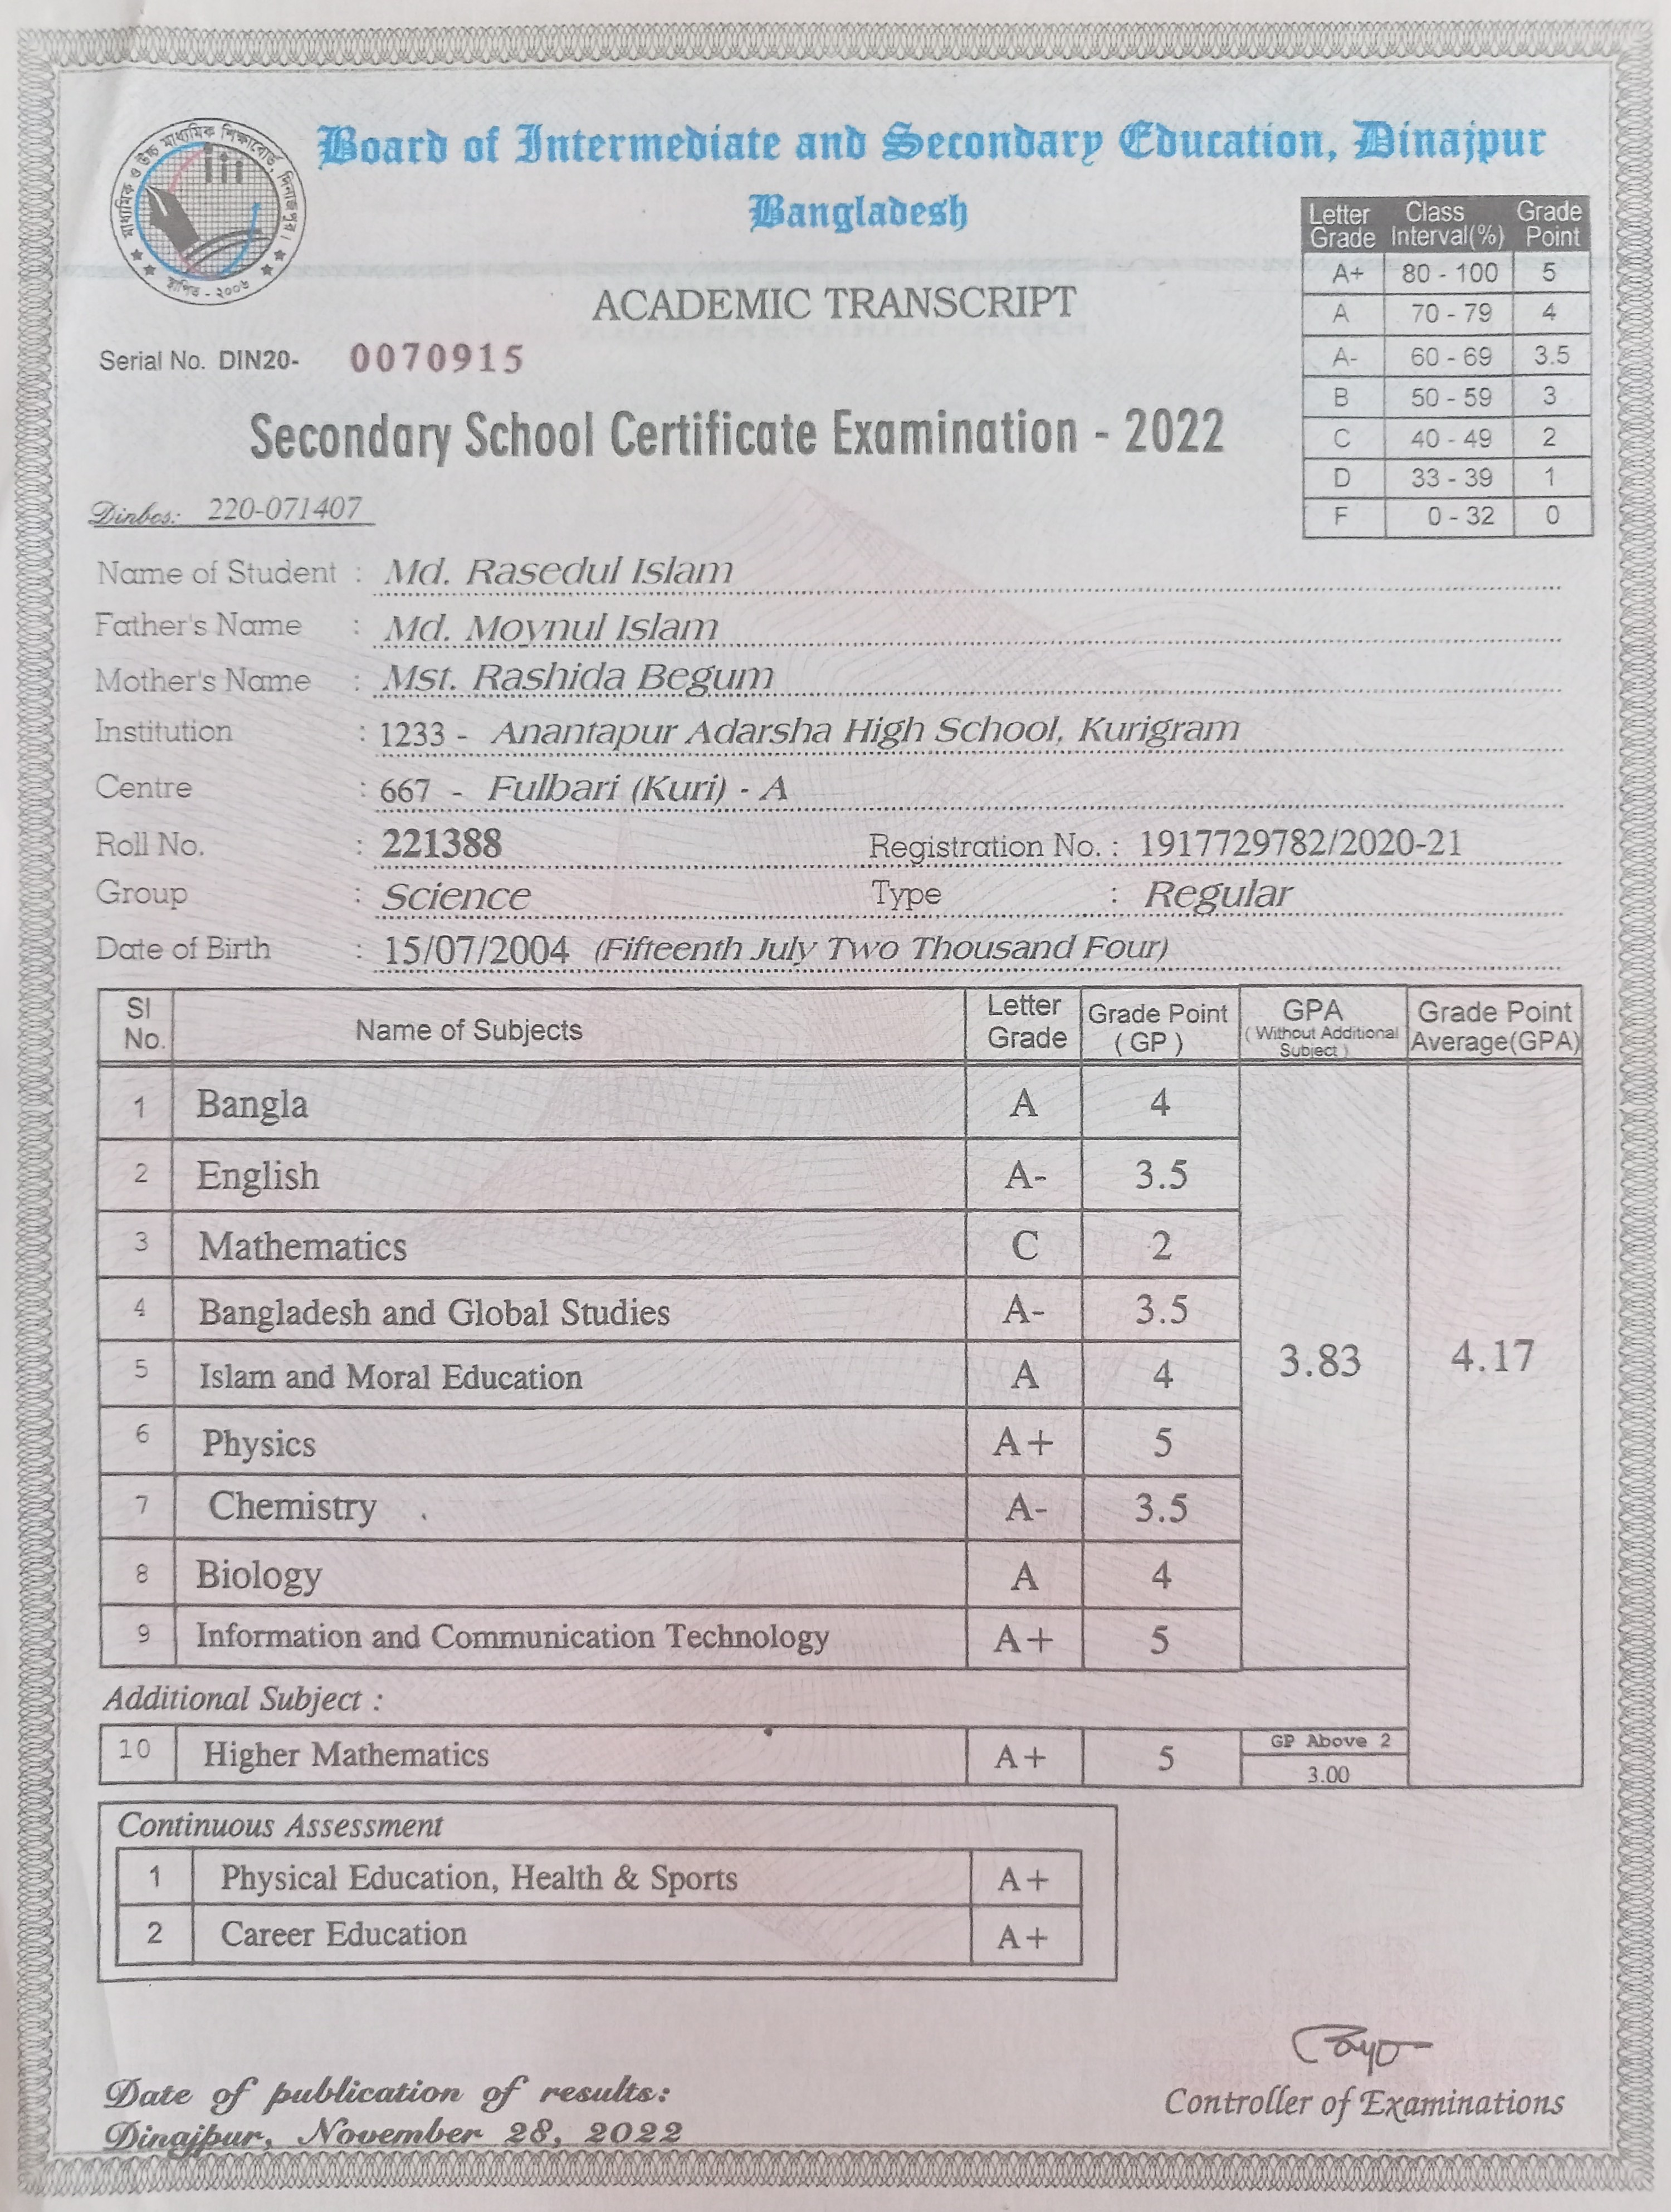 মাধ্যমিক ও উচ্চ মাধ্যমিক শিক্ষাবোর্ড, দিনাজপুর।
স্থাপিত - ২০০৬
Board of Intermediate and Secondary Education, Dinajpur
Bangladesh
Letter Grade Class Interval(%) Grade Point
A+ 80 - 100 5
A 70 - 79 4
A- 60 - 69 3.5
B 50 - 59 3
C 40 - 49 2
D 33 - 39 1
F 0 - 32 0
ACADEMIC TRANSCRIPT
Serial No. DIN20- 0070915
Secondary School Certificate Examination - 2022
Dinbos: 220-071407
Name of Student : Md. Rasedul Islam
Father's Name : Md. Moynul Islam
Mother's Name : Mst. Rashida Begum
Institution : 1233 - Anantapur Adarsha High School, Kurigram
Centre : 667 - Fulbari (Kuri) - A
Roll No. : 221388 Registration No. : 1917729782/2020-21
Group : Science Type : Regular
Date of Birth : 15/07/2004 (Fifteenth July Two Thousand Four)
Sl No. Name of Subjects Letter Grade Grade Point (GP) GPA (Without Additional Subject) Grade Point Average(GPA)
1 Bangla A 4
2 English A- 3.5
3 Mathematics C 2
4 Bangladesh and Global Studies A- 3.5
5 Islam and Moral Education A 4 3.83 4.17
6 Physics A+ 5
7 Chemistry A- 3.5
8 Biology A 4
9 Information and Communication Technology A+ 5
Additional Subject :
10 Higher Mathematics A+ 5 GP Above 2 3.00
Continuous Assessment
1 Physical Education, Health & Sports A+
2 Career Education A+
Date of publication of results:
Dinajpur, November 28, 2022
Controller of Examinations